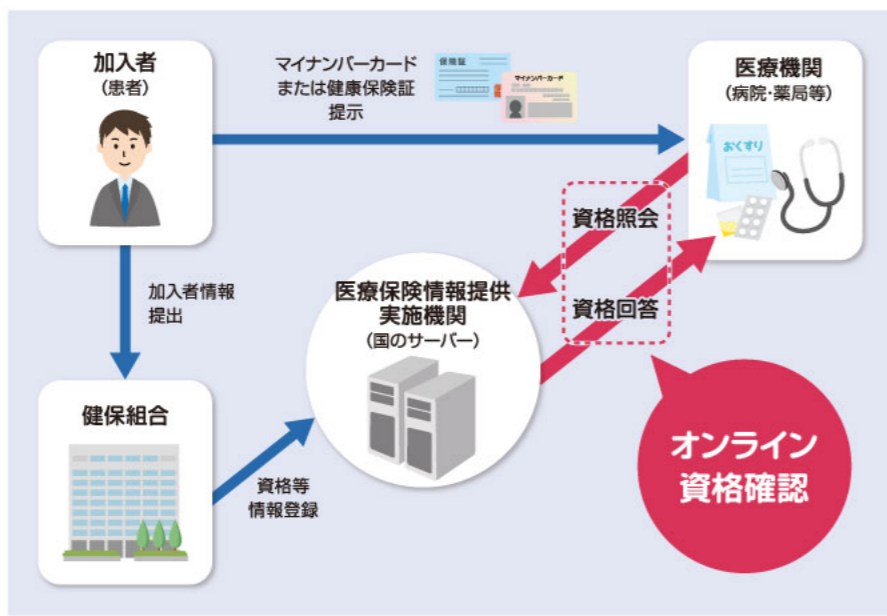 加入者
(患者)
マイナンバーカード
または健康保険証
提示
保険証
マイナンバーカード
医療機関
(病院・薬局等)
おくすり
資格照会
資格回答
加入者情報
提出
医療保険情報提供
実施機関
(国のサーバー)
健保組合
資格等
情報登録
オンライン
資格確認